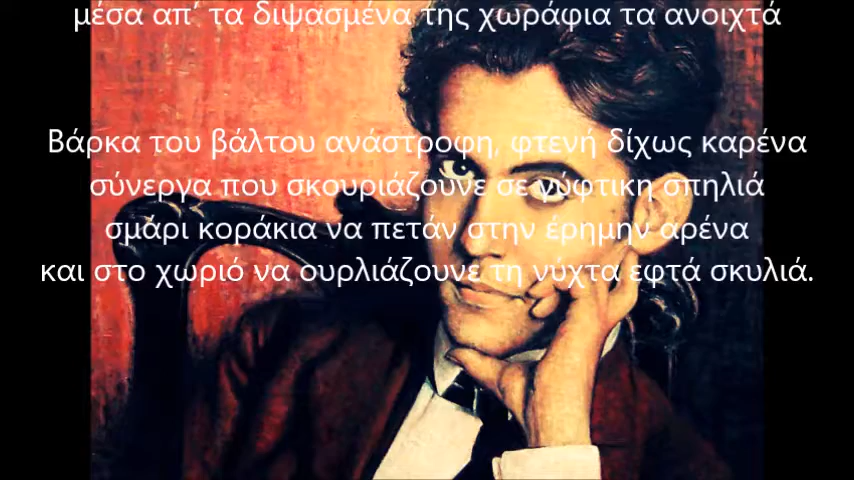 μέσα απ' τα διψασμένα της χωράφια τα ανοιχτά
Βάρκα του βάλτου ανάστροφη, φτενή δίχως καρένα
σύνεργα που σκουριάζουνε σε γύφτικη σπηλιά
σμάρι κοράκια να πετάν στην έρημην αρένα
και στο χωριό να ουρλιάζουνε τη νύχτα εφτά σκυλιά.